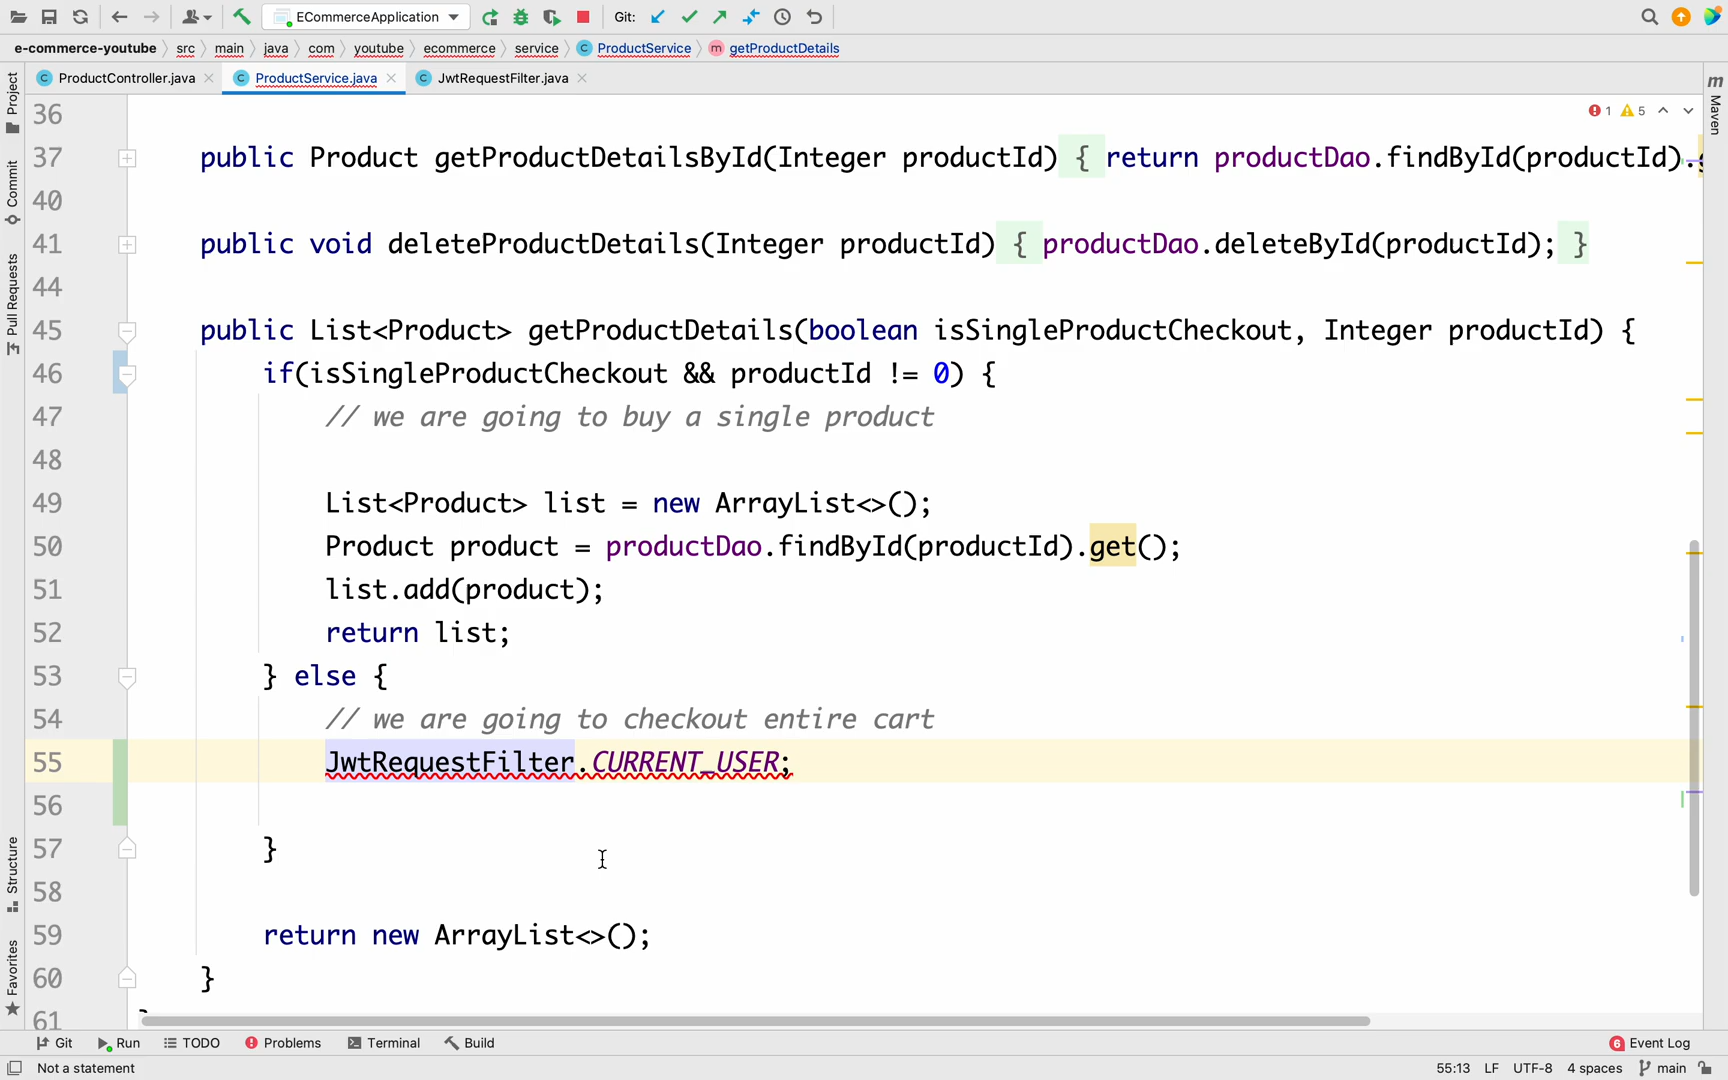 ECommerceApplication Git:
e-commerce-youtube src main java com youtube ecommerce service ProductService getProductDetails
ProductController.java ProductService.java JwtRequestFilter.java
Project
Commit
Pull Requests
Structure
Favorites
Maven
1 5
36
37 public Product getProductDetailsById(Integer productId) { return productDao.findById(productId).
40
41 public void deleteProductDetails(Integer productId) { productDao.deleteById(productId); }
44
45 public List<Product> getProductDetails(boolean isSingleProductCheckout, Integer productId) {
46 if(isSingleProductCheckout && productId != 0) {
47 // we are going to buy a single product
48
49 List<Product> list = new ArrayList<>();
50 Product product = productDao.findById(productId).get();
51 list.add(product);
52 return list;
53 } else {
54 // we are going to checkout entire cart
55 JwtRequestFilter.CURRENT_USER;
56
57 }
58
59 return new ArrayList<>();
60 }
61
Git Run TODO Problems Terminal Build 6 Event Log
Not a statement 55:13 LF UTF-8 4 spaces main